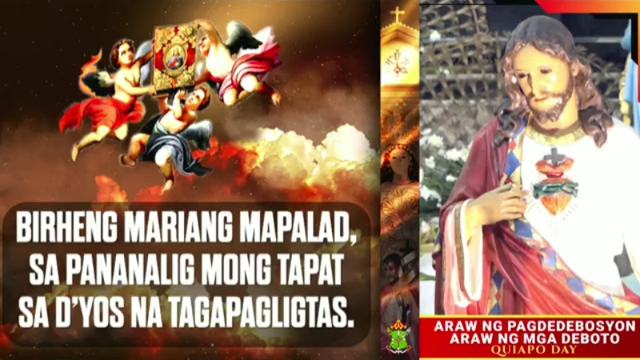 BIRHENG MARIANG MAPALAD,
SA PANANALIG MONG TAPAT
SA D'YOS NA TAGAPAGLIGTAS.
ARAW NG PAGDEDEBOSYON
ARAW NG MGA DEBOTO
QUIAPO DAY